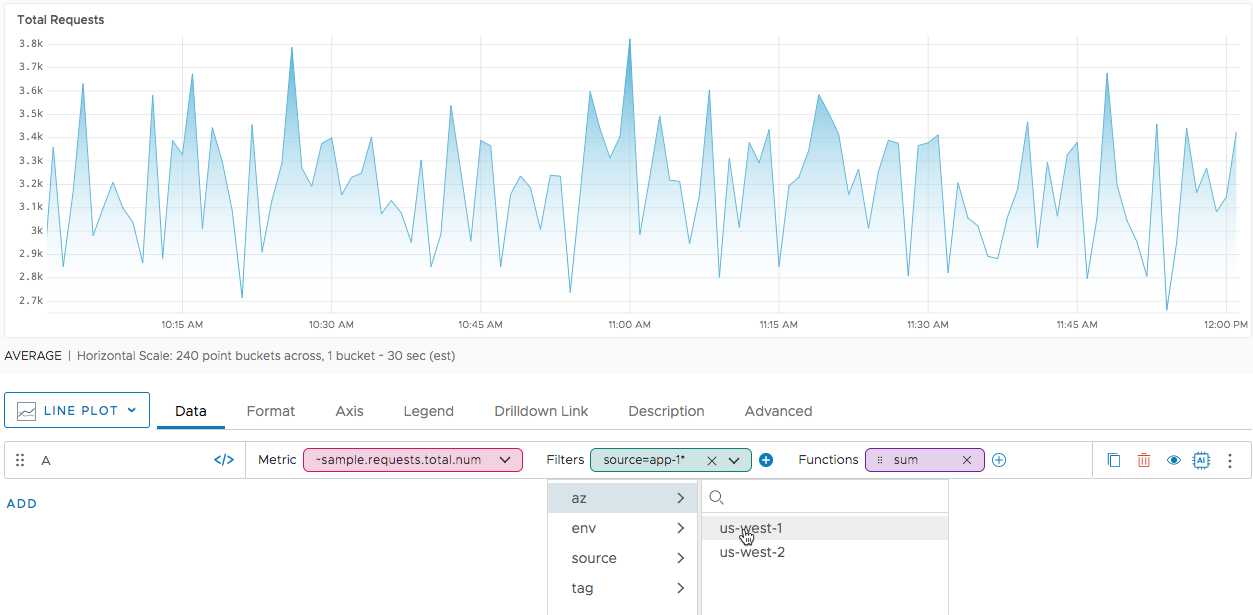 Total Requests
3.8k
3.7k
3.6k
3.5k
3.4k
3.3k
3.2k
3.1k
3k
2.9k
2.8k
2.7k
10:15 AM 10:30 AM 10:45 AM 11:00 AM 11:15 AM 11:30 AM 11:45 AM 12:00 PM
AVERAGE | Horizontal Scale: 240 point buckets across, 1 bucket ~ 30 sec (est)
LINE PLOT Data Format Axis Legend Drilldown Link Description Advanced
A </> Metric ~sample.requests.total.num Filters source=app-1* Functions sum AI
ADD
az
env
source
tag
us-west-1
us-west-2